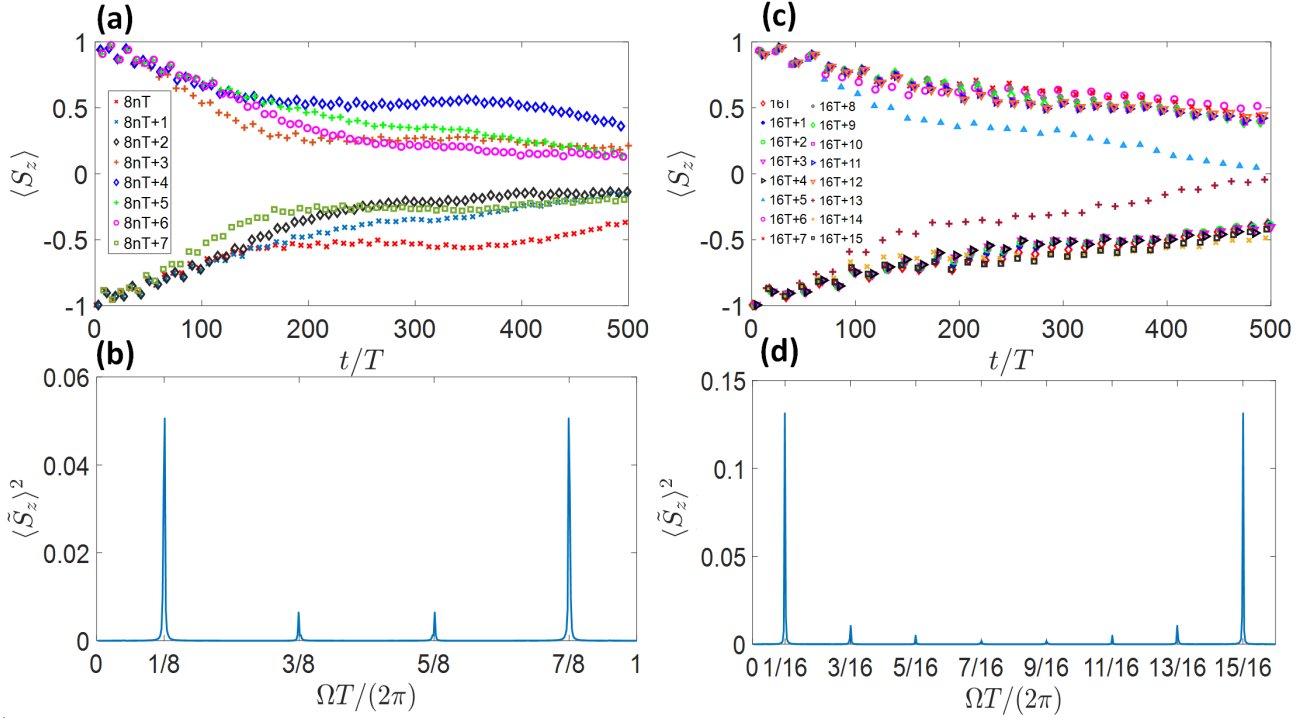 (a)
1
0.5
0
-0.5
-1
⟨S_z⟩
8nT
8nT+1
8nT+2
8nT+3
8nT+4
8nT+5
8nT+6
8nT+7
0 100 200 300 400 500
t/T
(b)
0.06
0.04
0.02
0
⟨S̃_z⟩²
0 1/8 3/8 5/8 7/8 1
ΩT/(2π)
(c)
1
0.5
0
-0.5
-1
⟨S_z⟩
16T 16T+8
16T+1 16T+9
16T+2 16T+10
16T+3 16T+11
16T+4 16T+12
16T+5 16T+13
16T+6 16T+14
16T+7 16T+15
0 100 200 300 400 500
t/T
(d)
0.15
0.1
0.05
0
⟨S̃_z⟩²
0 1/16 3/16 5/16 7/16 9/16 11/16 13/16 15/16
ΩT/(2π)